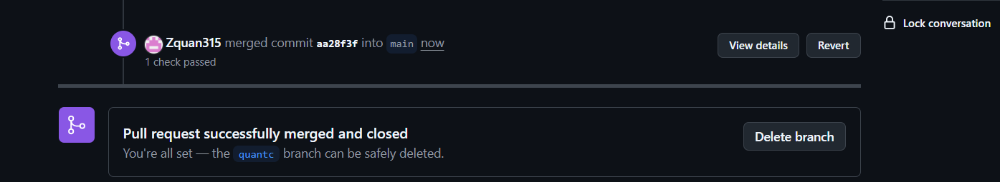 Lock conversation
Zquan315 merged commit aa28f3f into main now
View details
Revert
1 check passed
Pull request successfully merged and closed
Delete branch
You're all set — the quantc branch can be safely deleted.